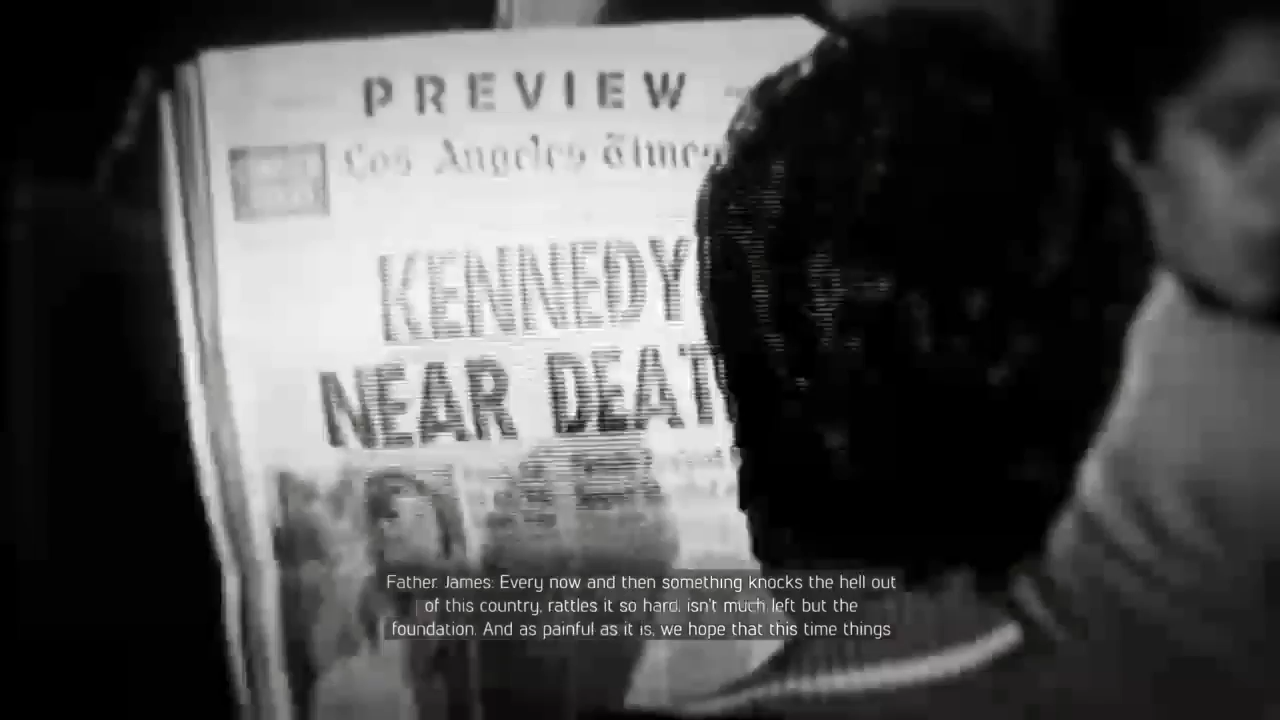 PREVIEW
Los Angeles Times
KENNEDY
NEAR DEAT
Father James: Every now and then something knocks the hell out
of this country, rattles it so hard, isn't much left but the
foundation. And as painful as it is, we hope that this time things